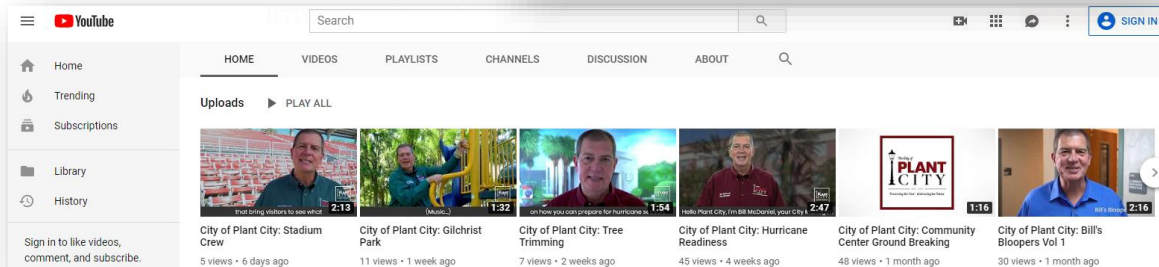 YouTube
Search
SIGN IN
Home
Trending
Subscriptions
Library
History
Sign in to like videos,
comment, and subscribe.
HOME VIDEOS PLAYLISTS CHANNELS DISCUSSION ABOUT
Uploads PLAY ALL
that bring visitors to see what
2:13
City of Plant City: Stadium
Crew
5 views • 6 days ago
(Music...)
1:32
City of Plant City: Gilchrist
Park
11 views • 1 week ago
on how you can prepare for hurricane
1:54
City of Plant City: Tree
Trimming
7 views • 2 weeks ago
Hello Plant City, I'm Bill McDaniel, your City
2:47
City of Plant City: Hurricane
Readiness
45 views • 4 weeks ago
PLANT
CITY
1:16
City of Plant City: Community
Center Ground Breaking
48 views • 1 month ago
Bill's
2:16
City of Plant City: Bill's
Bloopers Vol 1
30 views • 1 month ago